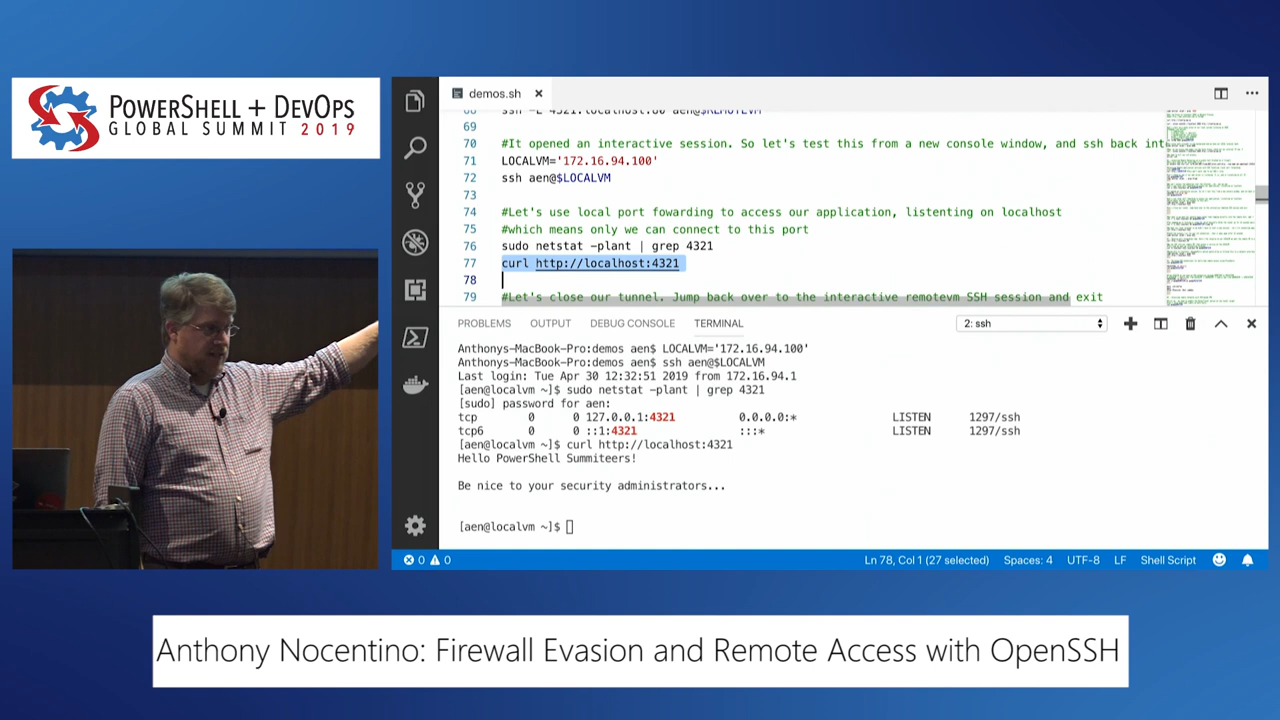 POWERSHELL + DEVOPS
GLOBAL SUMMIT 2019
demos.sh
69
70 #It opened an interactive session. So let's test this from a new console window, and ssh back int
71 LOCALVM='172.16.94.100'
72 en@$LOCALVM
73
74 #Let's use local port fowarding to access our application, listenting on localhost
75 #which means only we can connect to this port
76 tstat -plant | grep 4321
http://localhost:4321
78
79 #Let's close our tunnel. Jump back over to the interactive remotevm SSH session and exit
PROBLEMS OUTPUT DEBUG CONSOLE TERMINAL 2: ssh
Anthonys-MacBook-Pro:demos aen$ LOCALVM='172.16.94.100'
Anthonys-MacBook-Pro:demos aen$ ssh aen@$LOCALVM
Last login: Tue Apr 30 12:32:51 2019 from 172.16.94.1
[aen@localvm ~]$ sudo netstat -plant | grep 4321
[sudo] password for aen:
tcp 0 0 127.0.0.1:4321 0.0.0.0:* LISTEN 1297/ssh
tcp6 0 0 ::1:4321 :::* LISTEN 1297/ssh
[aen@localvm ~]$ curl http://localhost:4321
Hello PowerShell Summiteers!
Be nice to your security administrators...
[aen@localvm ~]$
0 0 Ln 78, Col 1 (27 selected) Spaces: 4 UTF-8 LF Shell Script
Anthony Nocentino: Firewall Evasion and Remote Access with OpenSSH